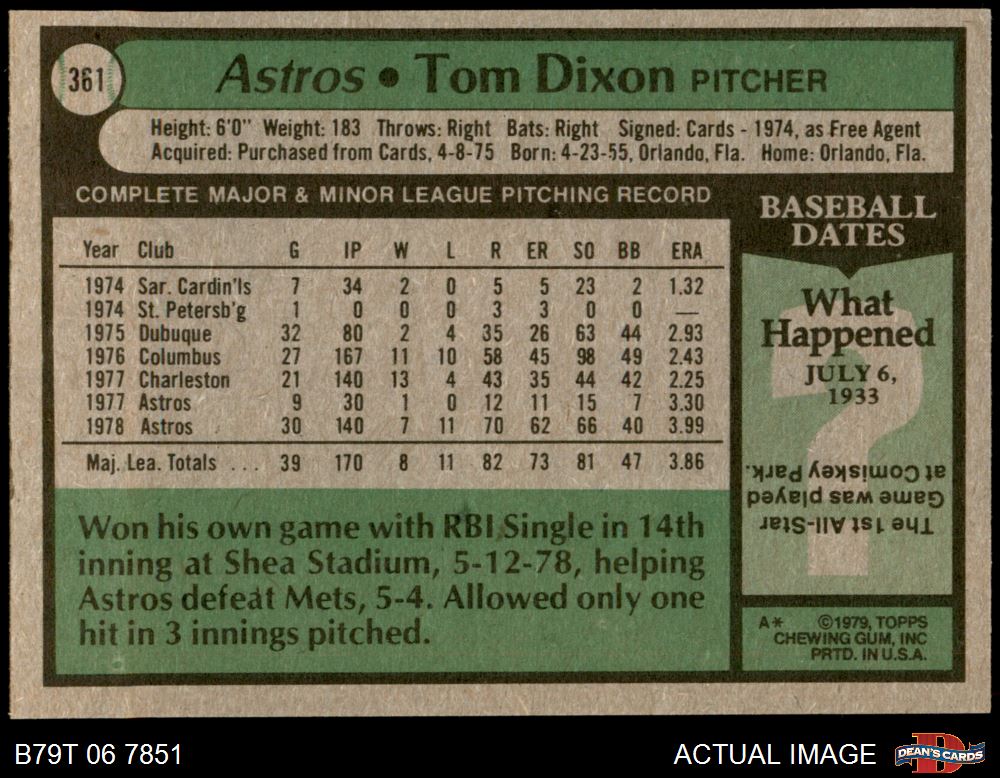 361
Astros • Tom Dixon PITCHER
Height: 6'0" Weight: 183 Throws: Right Bats: Right Signed: Cards - 1974, as Free Agent
Acquired: Purchased from Cards, 4-8-75 Born: 4-23-55, Orlando, Fla. Home: Orlando, Fla.
COMPLETE MAJOR & MINOR LEAGUE PITCHING RECORD
Year Club G IP W L R ER SO BB ERA
1974 Sar. Cardin'ls 7 34 2 0 5 5 23 2 1.32
1974 St. Petersb'g 1 0 0 0 3 3 0 0 —
1975 Dubuque 32 80 2 4 35 26 63 44 2.93
1976 Columbus 27 167 11 10 58 45 98 49 2.43
1977 Charleston 21 140 13 4 43 35 44 42 2.25
1977 Astros 9 30 1 0 12 11 15 7 3.30
1978 Astros 30 140 7 11 70 62 66 40 3.99
Maj. Lea. Totals ... 39 170 8 11 82 73 81 47 3.86
Won his own game with RBI Single in 14th
inning at Shea Stadium, 5-12-78, helping
Astros defeat Mets, 5-4. Allowed only one
hit in 3 innings pitched.
BASEBALL
DATES
?
What
Happened
JULY 6,
1933
The 1st All-Star
Game was played
at Comiskey Park.
A* ©1979, TOPPS
CHEWING GUM, INC
PRTD. IN U.S.A.
B79T 06 7851
ACTUAL IMAGE
DEAN'S CARDS